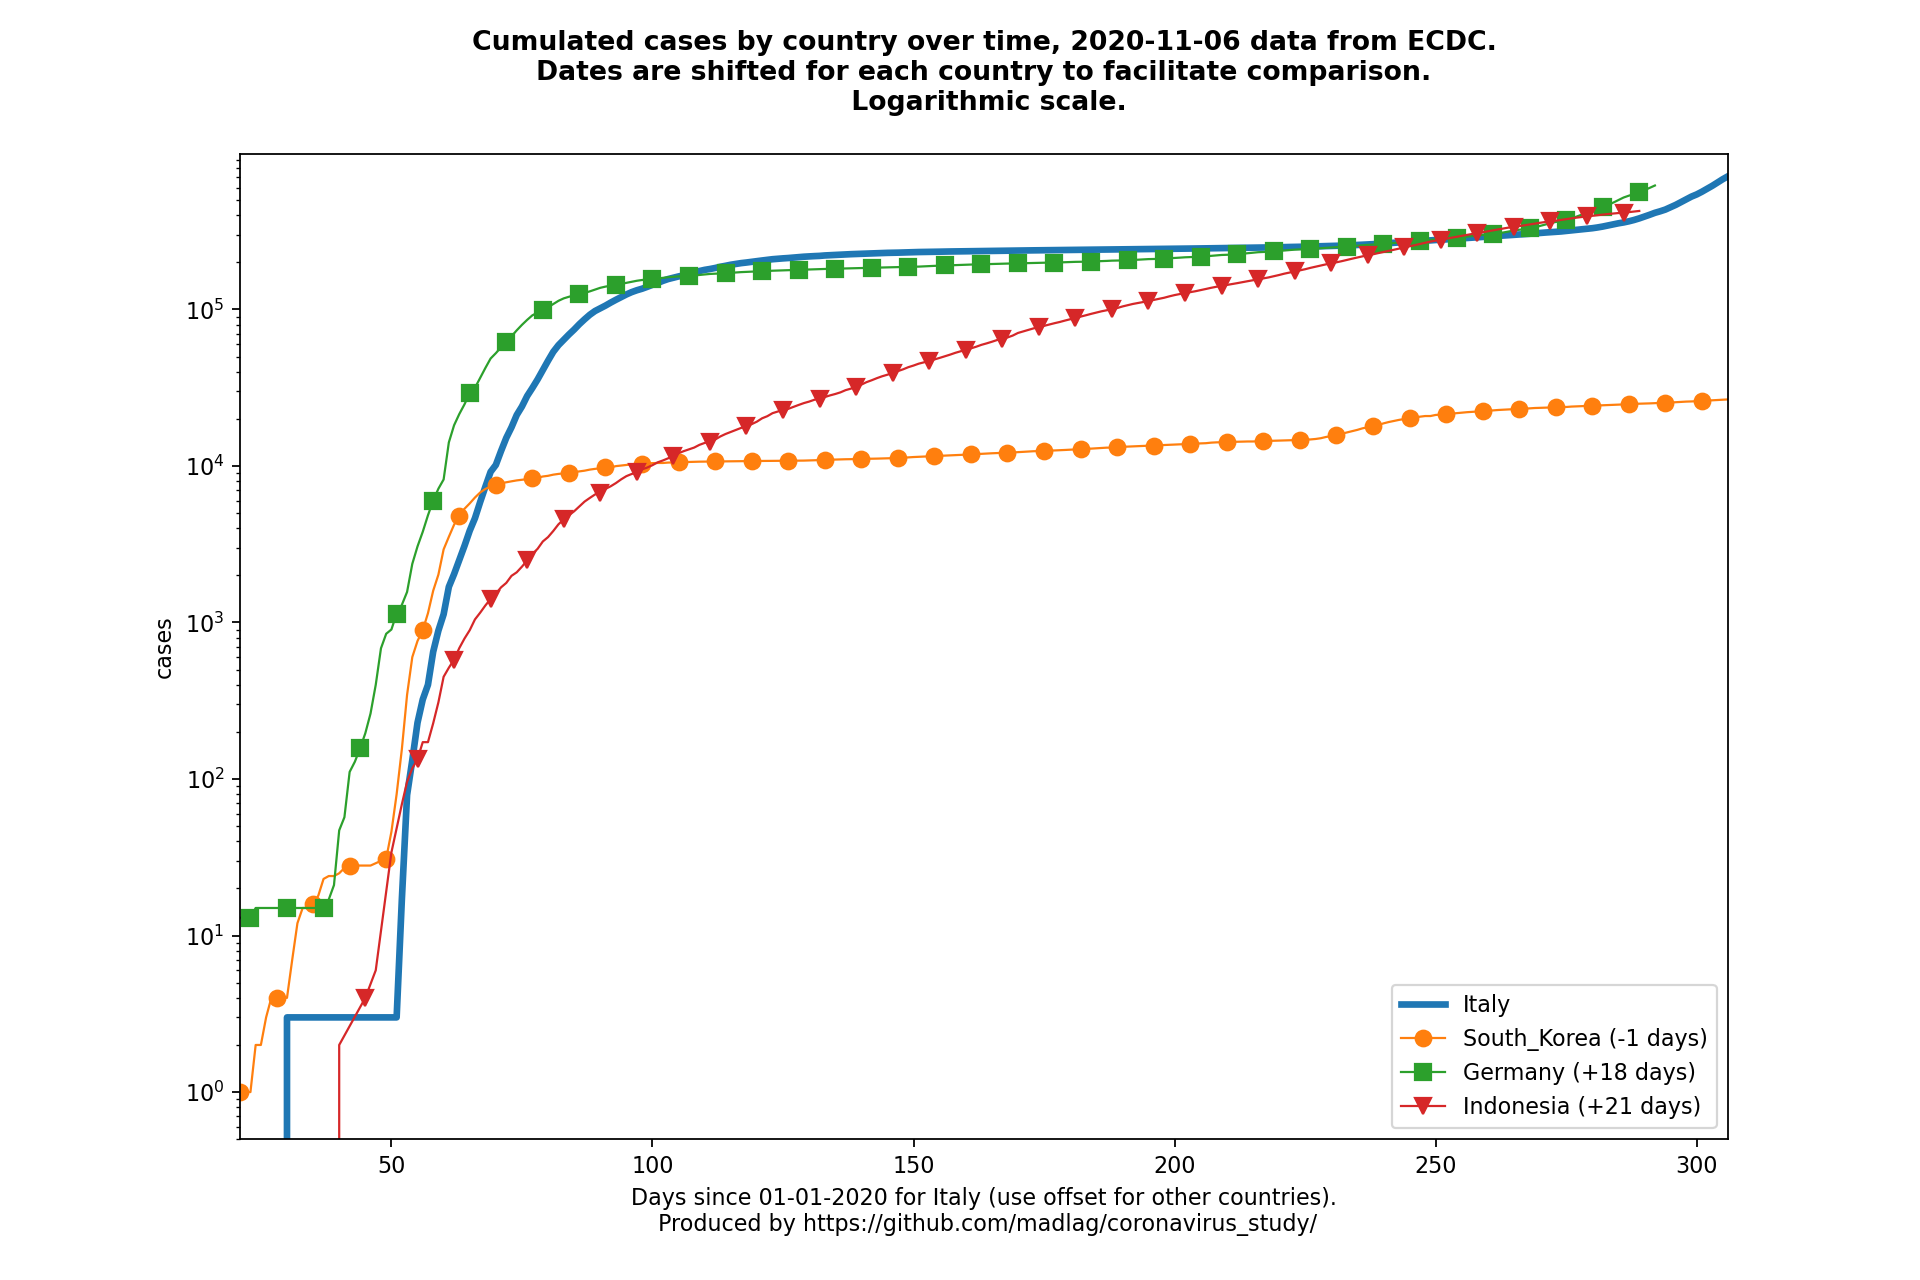 Cumulated cases by country over time, 2020-11-06 data from ECDC.
Dates are shifted for each country to facilitate comparison.
Logarithmic scale.
cases
10^5
10^4
10^3
10^2
10^1
10^0
50 100 150 200 250 300
Italy
South_Korea (-1 days)
Germany (+18 days)
Indonesia (+21 days)
Days since 01-01-2020 for Italy (use offset for other countries).
Produced by https://github.com/madlag/coronavirus_study/